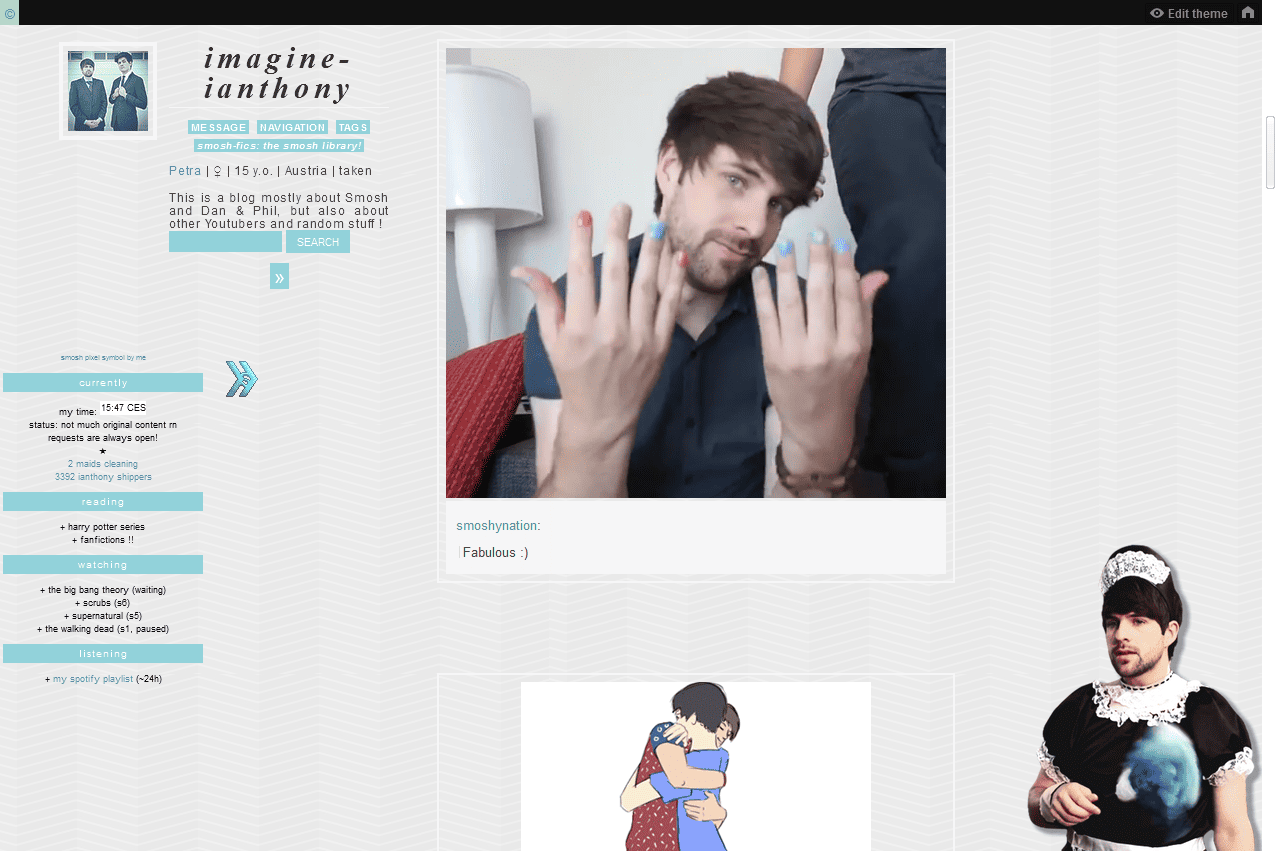 ©
Edit theme
imagine-
ianthony
MESSAGE NAVIGATION TAGS
smosh-fics: the smosh library!
Petra | ♀ | 15 y.o. | Austria | taken
This is a blog mostly about Smosh
and Dan & Phil, but also about
other Youtubers and random stuff !
SEARCH
»
smosh pixel symbol by me
currently
my time: 15:47 CES
status: not much original content rn
requests are always open!
★
2 maids cleaning
3392 ianthony shippers
reading
+ harry potter series
+ fanfictions !!
watching
+ the big bang theory (waiting)
+ scrubs (s6)
+ supernatural (s5)
+ the walking dead (s1, paused)
listening
+ my spotify playlist (~24h)
smoshynation:
Fabulous :)